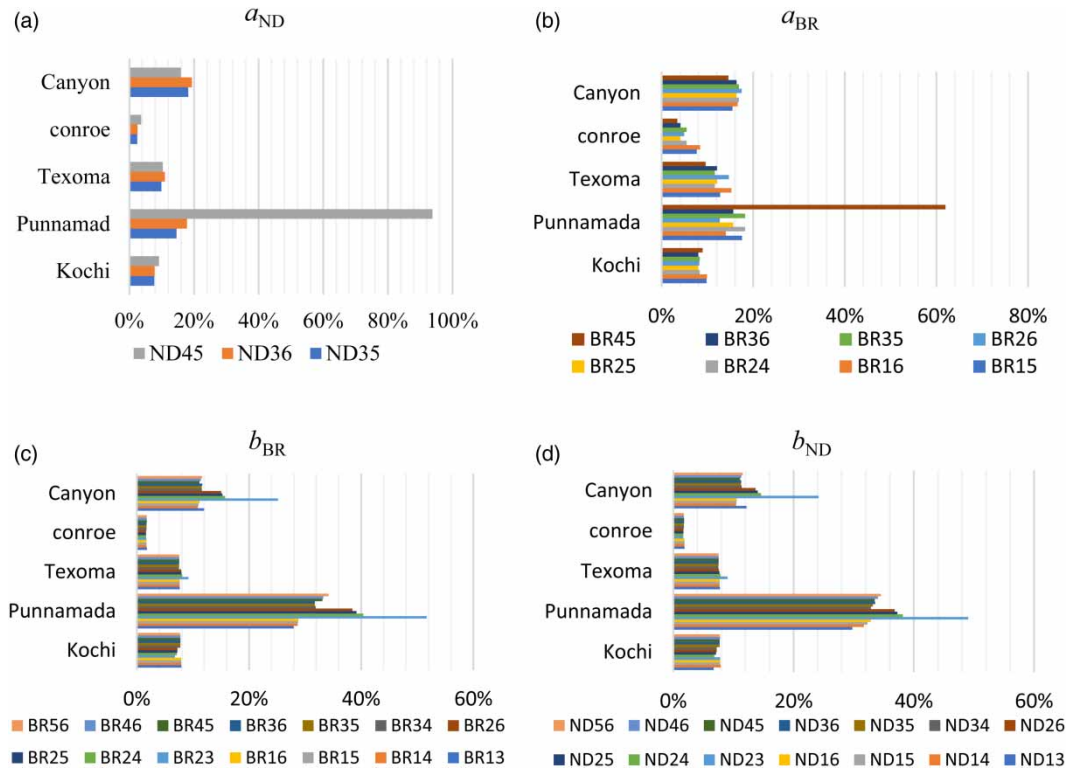 (a)
a_ND
Canyon
conroe
Texoma
Punnamad
Kochi
0% 20% 40% 60% 80% 100%
ND45 ND36 ND35
(b)
a_BR
Canyon
conroe
Texoma
Punnamada
Kochi
0% 20% 40% 60% 80%
BR45 BR36 BR35 BR26
BR25 BR24 BR16 BR15
(c)
b_BR
Canyon
conroe
Texoma
Punnamada
Kochi
0% 20% 40% 60%
BR56 BR46 BR45 BR36 BR35 BR34 BR26
BR25 BR24 BR23 BR16 BR15 BR14 BR13
(d)
b_ND
Canyon
conroe
Texoma
Punnamada
Kochi
0% 20% 40% 60%
ND56 ND46 ND45 ND36 ND35 ND34 ND26
ND25 ND24 ND23 ND16 ND15 ND14 ND13